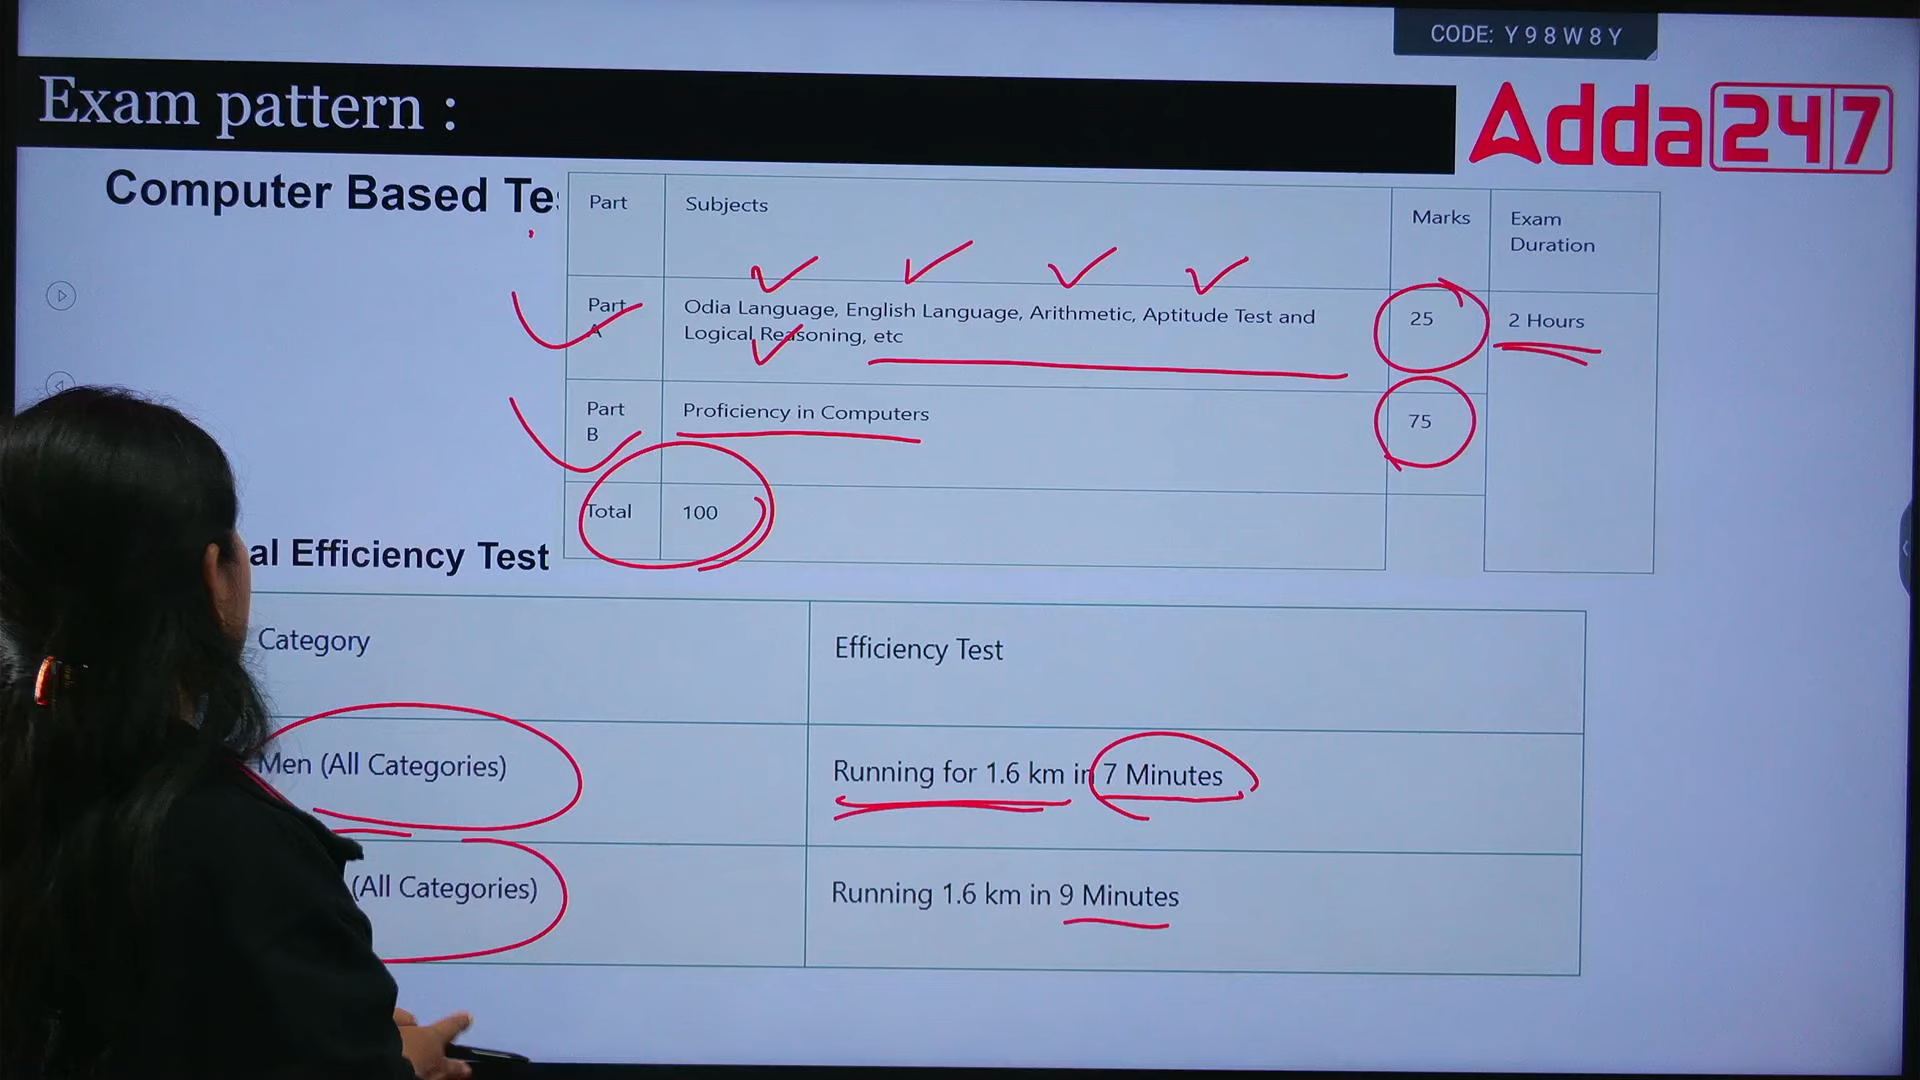 CODE: Y98W8Y
Exam pattern :
Adda247
Computer Based
Part Subjects Marks Exam Duration
Part A
Odia Language, English Language, Arithmetic, Aptitude Test and
Logical Reasoning, etc
25
2 Hours
Part B
Proficiency in Computers
75
Total 100
Efficiency Test
Category Efficiency Test
Men (All Categories) Running for 1.6 km in 7 Minutes
(All Categories) Running 1.6 km in 9 Minutes